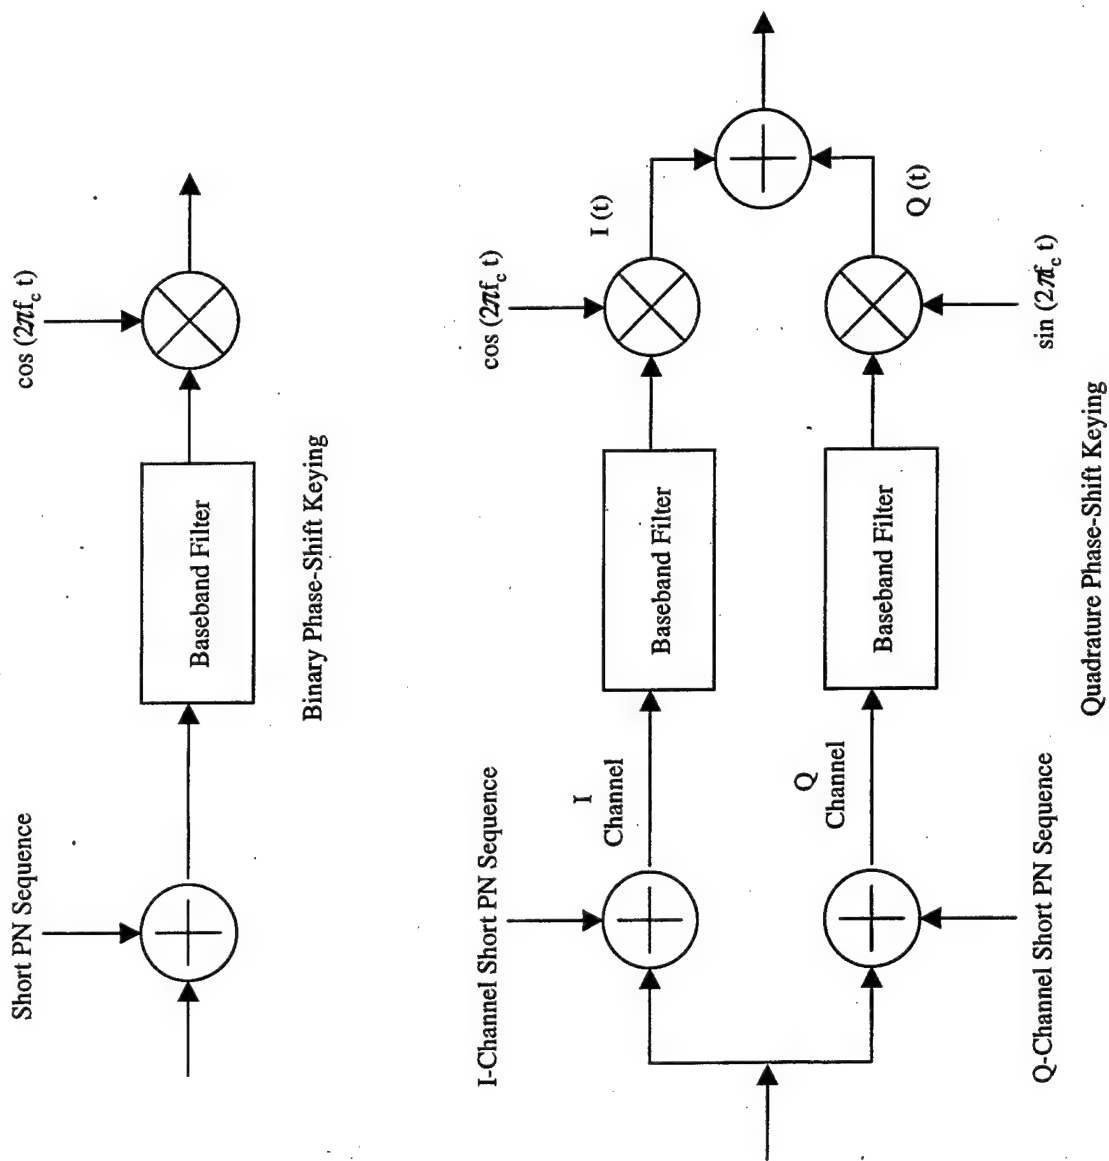 Short PN Sequence
cos (2πf_c t)
Baseband Filter
Binary Phase-Shift Keying
I-Channel Short PN Sequence
I
Channel
cos (2πf_c t)
I (t)
Baseband Filter
Q
Channel
Baseband Filter
Q (t)
Q-Channel Short PN Sequence
sin (2πf_c t)
Quadrature Phase-Shift Keying